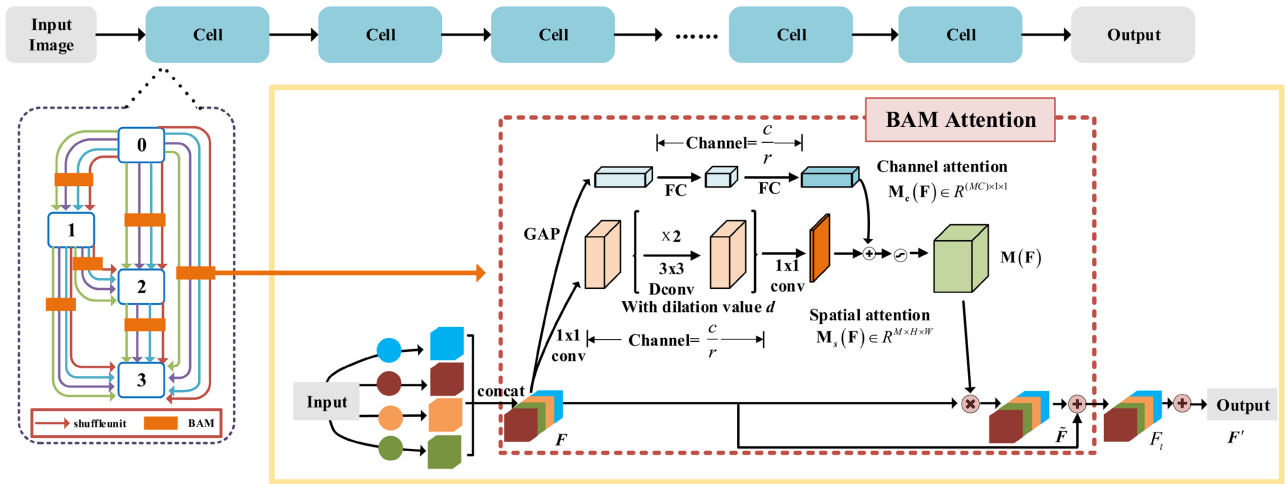 Input
Image
Cell
Cell
Cell
......
Cell
Cell
Output
0
1
2
3
shuffleunit
BAM
BAM Attention
Channel= c/r
FC
FC
Channel attention
M_c(F) ∈ R^{(MC)×1×1}
GAP
×2
3x3
Dconv
With dilation value d
1x1
conv
M(F)
Spatial attention
M_s(F) ∈ R^{M×H×W}
1x1
conv
Channel= c/r
Input
concat
F
F̃
F_l
Output
F'